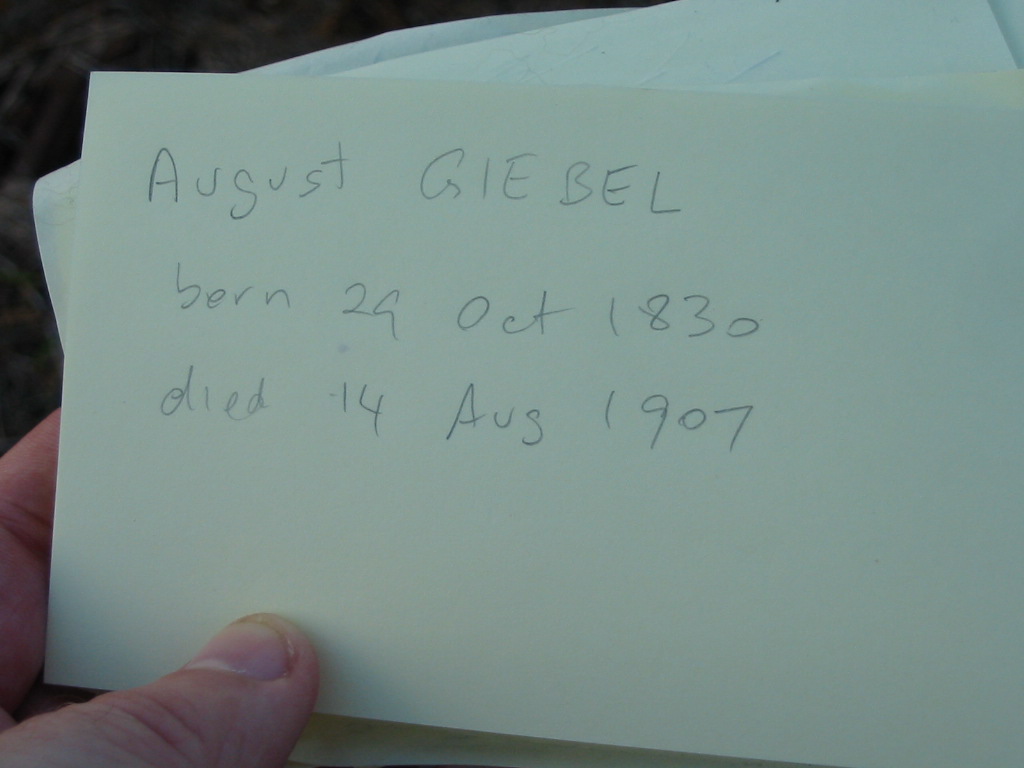 August GIEBEL
born 29 Oct 1830
died 14 Aug 1907